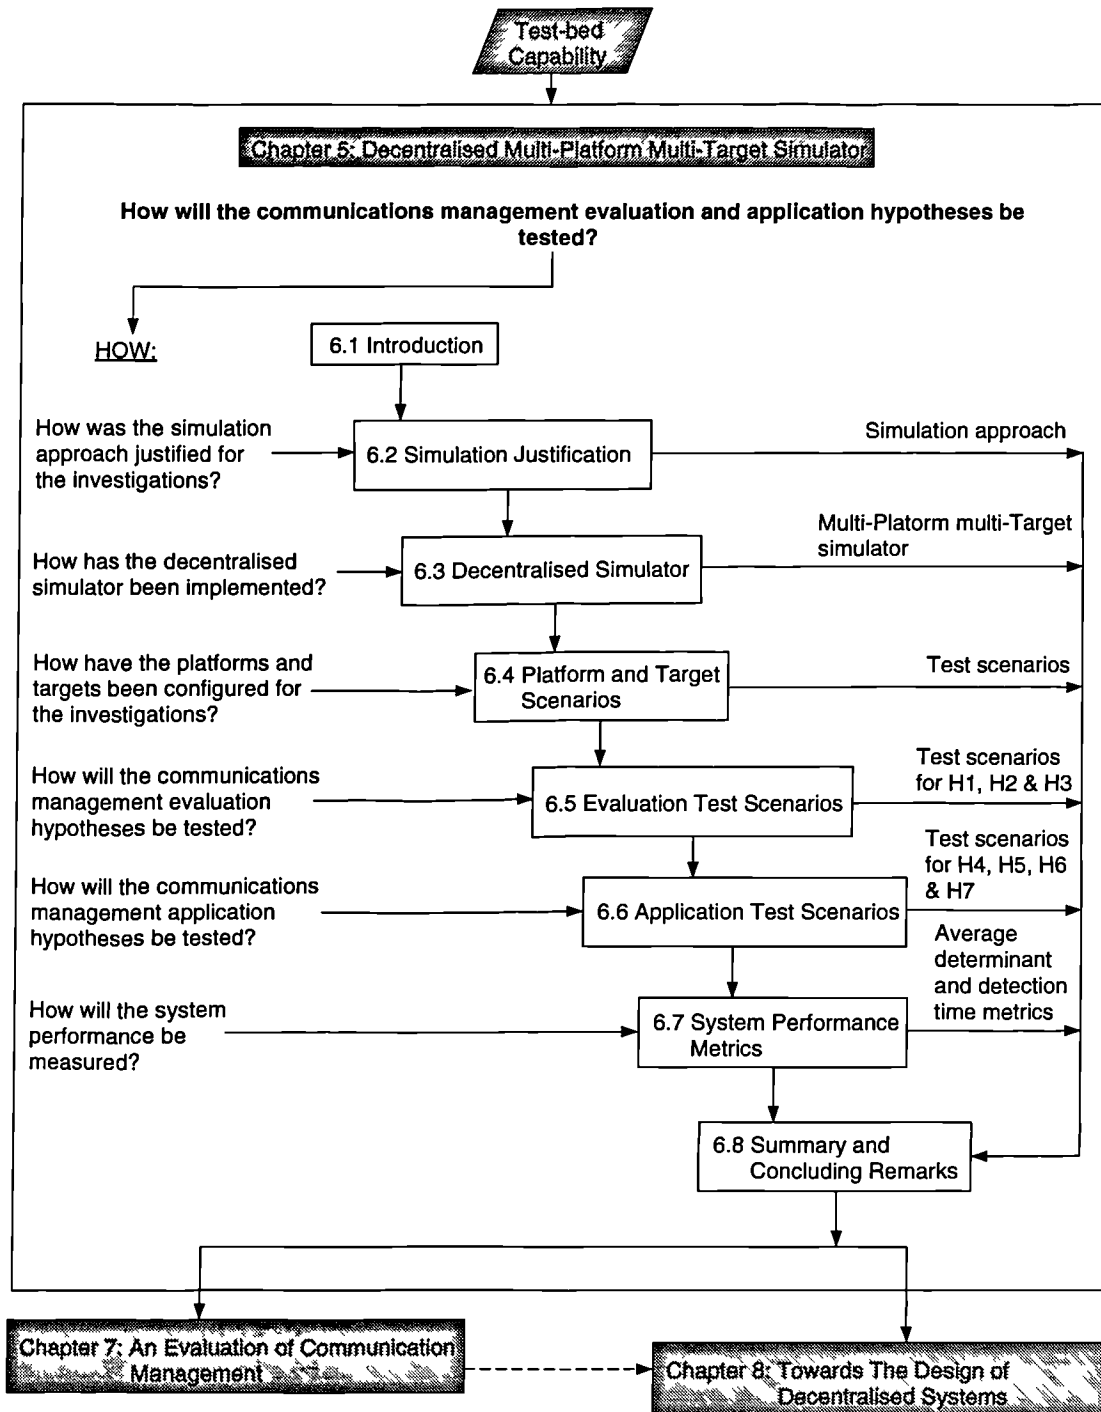 Test-bed
Capability
Chapter 5: Decentralised Multi-Platform Multi-Target Simulator
How will the communications management evaluation and application hypotheses be
tested?
HOW:
6.1 Introduction
How was the simulation
approach justified for
the investigations?
6.2 Simulation Justification
Simulation approach
How has the decentralised
simulator been implemented?
6.3 Decentralised Simulator
Multi-Platorm multi-Target
simulator
How have the platforms and
targets been configured for
the investigations?
6.4 Platform and Target
Scenarios
Test scenarios
How will the communications
management evaluation
hypotheses be tested?
6.5 Evaluation Test Scenarios
Test scenarios
for H1, H2 & H3
How will the communications
management application
hypotheses be tested?
6.6 Application Test Scenarios
Test scenarios
for H4, H5, H6
& H7
How will the system
performance be
measured?
6.7 System Performance
Metrics
Average
determinant
and detection
time metrics
6.8 Summary and
Concluding Remarks
Chapter 7: An Evaluation of Communication
Management
Chapter 8: Towards The Design of
Decentralised Systems